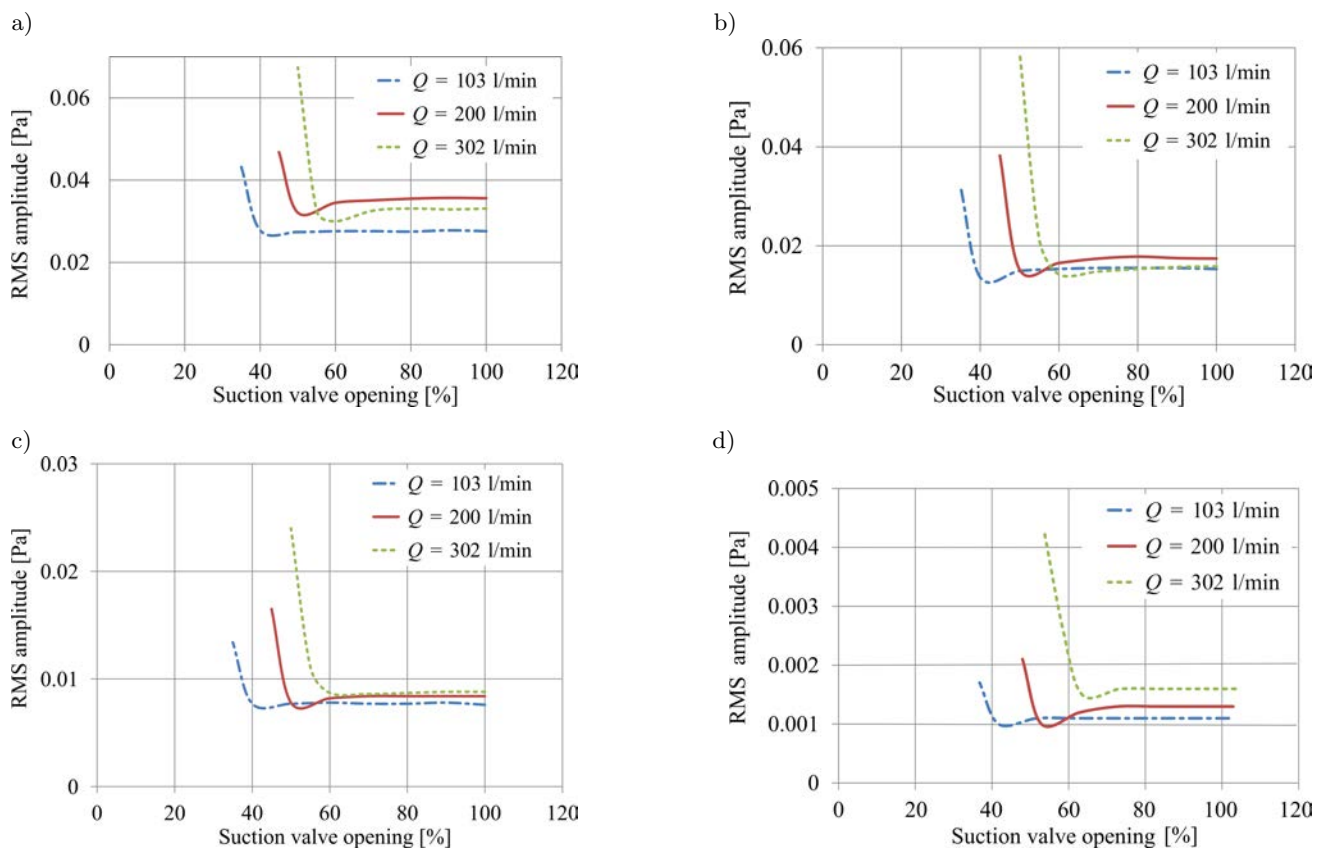 a)
RMS amplitude [Pa]
0.06
0.04
0.02
0
Q = 103 l/min
Q = 200 l/min
Q = 302 l/min
0 20 40 60 80 100 120
Suction valve opening [%]
b)
RMS amplitude [Pa]
0.06
0.04
0.02
0
Q = 103 l/min
Q = 200 l/min
Q = 302 l/min
0 20 40 60 80 100 120
Suction valve opening [%]
c)
RMS amplitude [Pa]
0.03
0.02
0.01
0
Q = 103 l/min
Q = 200 l/min
Q = 302 l/min
0 20 40 60 80 100 120
Suction valve opening [%]
d)
RMS amplitude [Pa]
0.005
0.004
0.003
0.002
0.001
0
Q = 103 l/min
Q = 200 l/min
Q = 302 l/min
0 20 40 60 80 100 120
Suction valve opening [%]